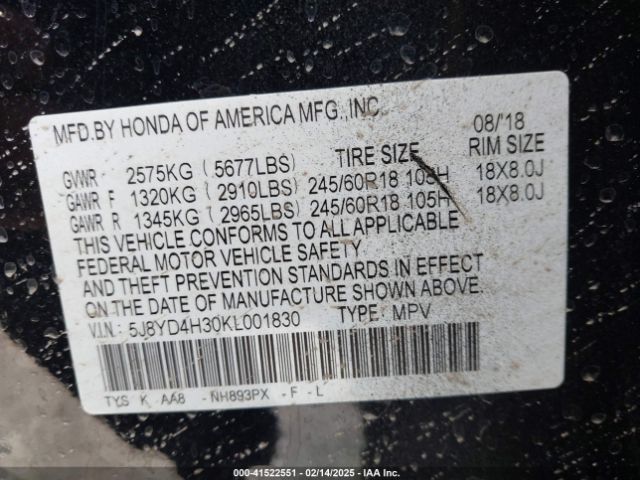 MFD.BY HONDA OF AMERICA MFG.,INC. 08/'18
TIRE SIZE RIM SIZE
GVWR 2575KG (5677LBS)
GAWR F 1320KG (2910LBS) 245/60R18 105H 18X8.0J
GAWR R 1345KG (2965LBS) 245/60R18 105H 18X8.0J
THIS VEHICLE CONFORMS TO ALL APPLICABLE
FEDERAL MOTOR VEHICLE SAFETY
AND THEFT PREVENTION STANDARDS IN EFFECT
ON THE DATE OF MANUFACTURE SHOWN ABOVE.
V.I.N: 5J8YD4H30KL001830 TYPE: MPV
TYS K AA8 -NH893PX -F -L
000-41522551 - 02/14/2025 - IAA Inc.